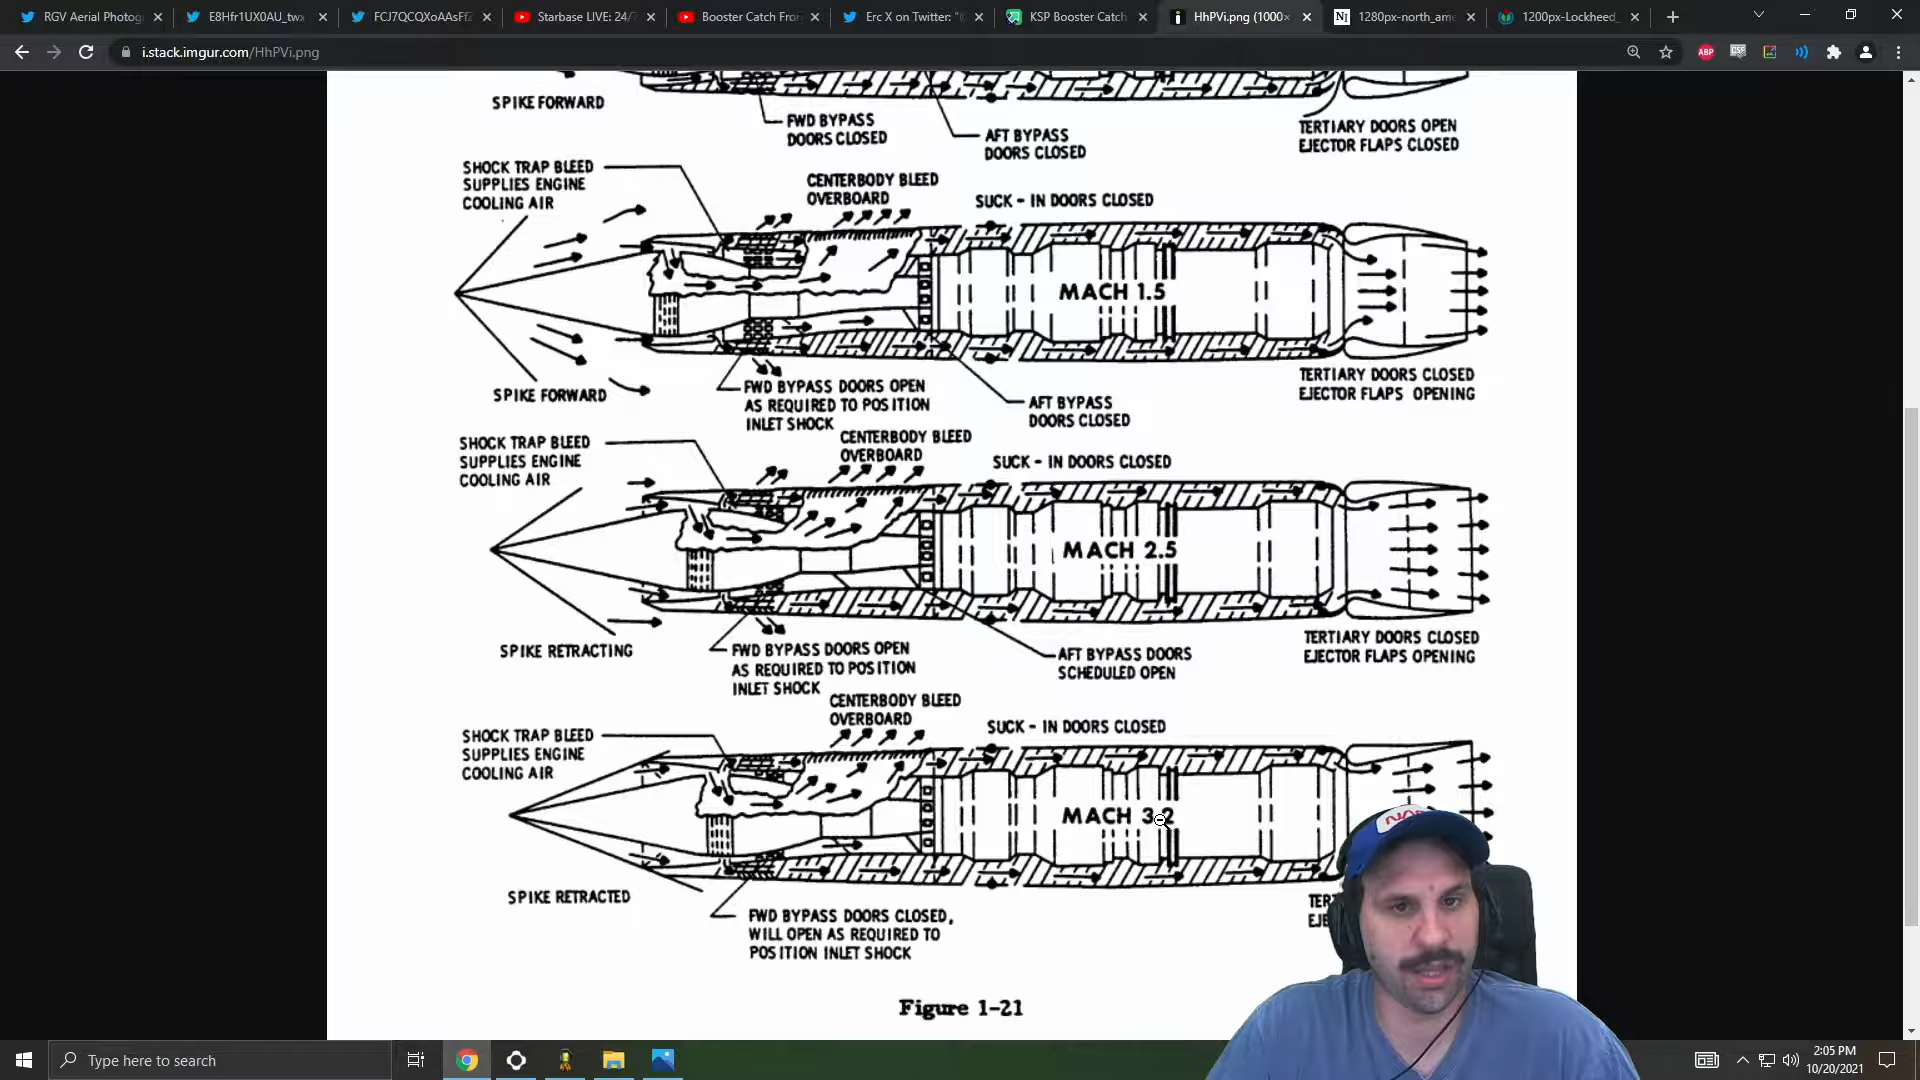 RGV Aerial Photog
E8Hfr1UX0AU_twx
FCJ7QCQXoAAsFfZ
Starbase LIVE: 24/7
Booster Catch From
Erc X on Twitter: "@
KSP Booster Catch
HhPVi.png (1000×
1280px-north_ame
1200px-Lockheed_
i.stack.imgur.com/HhPVi.png
SPIKE FORWARD
FWD BYPASS
DOORS CLOSED
AFT BYPASS
DOORS CLOSED
TERTIARY DOORS OPEN
EJECTOR FLAPS CLOSED
SHOCK TRAP BLEED
SUPPLIES ENGINE
COOLING AIR
CENTERBODY BLEED
OVERBOARD
SUCK - IN DOORS CLOSED
MACH 1.5
SPIKE FORWARD
FWD BYPASS DOORS OPEN
AS REQUIRED TO POSITION
INLET SHOCK
AFT BYPASS
DOORS CLOSED
TERTIARY DOORS CLOSED
EJECTOR FLAPS OPENING
SHOCK TRAP BLEED
SUPPLIES ENGINE
COOLING AIR
CENTERBODY BLEED
OVERBOARD
SUCK - IN DOORS CLOSED
MACH 2.5
SPIKE RETRACTING
FWD BYPASS DOORS OPEN
AS REQUIRED TO POSITION
INLET SHOCK
AFT BYPASS DOORS
SCHEDULED OPEN
TERTIARY DOORS CLOSED
EJECTOR FLAPS OPENING
SHOCK TRAP BLEED
SUPPLIES ENGINE
COOLING AIR
CENTERBODY BLEED
OVERBOARD
SUCK - IN DOORS CLOSED
MACH 3.2
SPIKE RETRACTED
FWD BYPASS DOORS CLOSED,
WILL OPEN AS REQUIRED TO
POSITION INLET SHOCK
TER
EJE
Figure 1-21
Type here to search
2:05 PM
10/20/2021